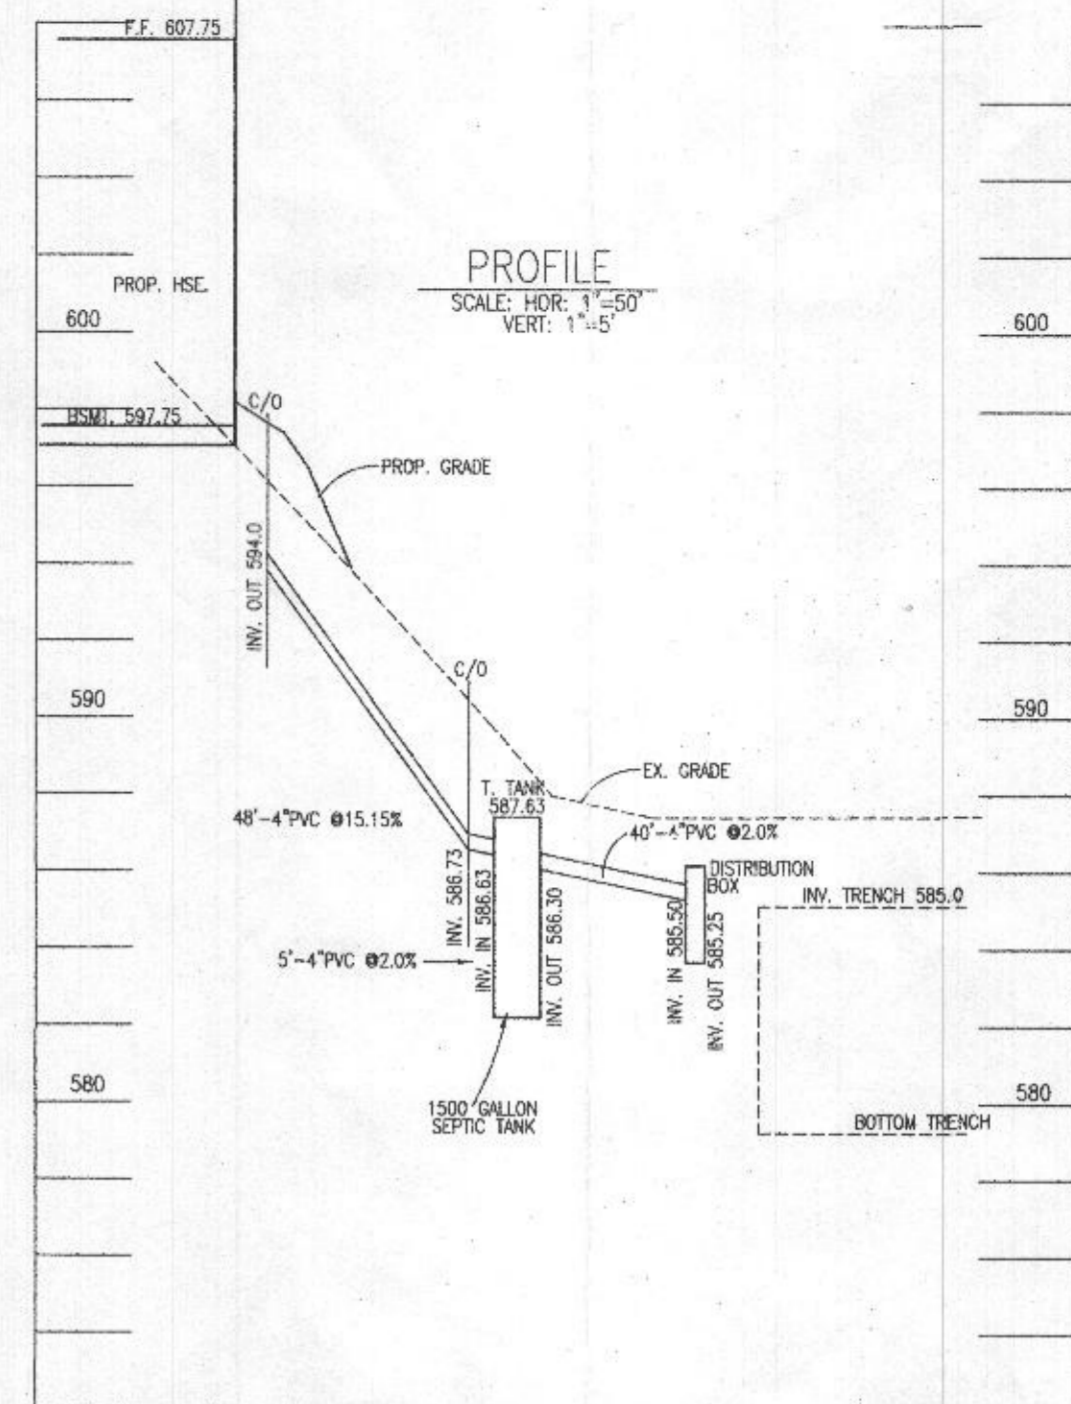 F.F. 607.75
PROFILE
SCALE: HOR: 1"=50'
VERT: 1"=5'
PROP. HSE.
600
600
C/O
BSMT. 597.75
PROP. GRADE
INV. OUT 594.0
C/O
590
590
EX. GRADE
T. TANK
587.63
48'-4"PVC @15.15%
40'-4"PVC @2.0%
DISTRIBUTION
BOX
INV. TRENCH 585.0
INV. 586.73
INV. IN 586.63
INV. OUT 586.30
INV. IN 585.50
INV. OUT 585.25
5'-4"PVC @2.0%
580
580
1500 GALLON
SEPTIC TANK
BOTTOM TRENCH